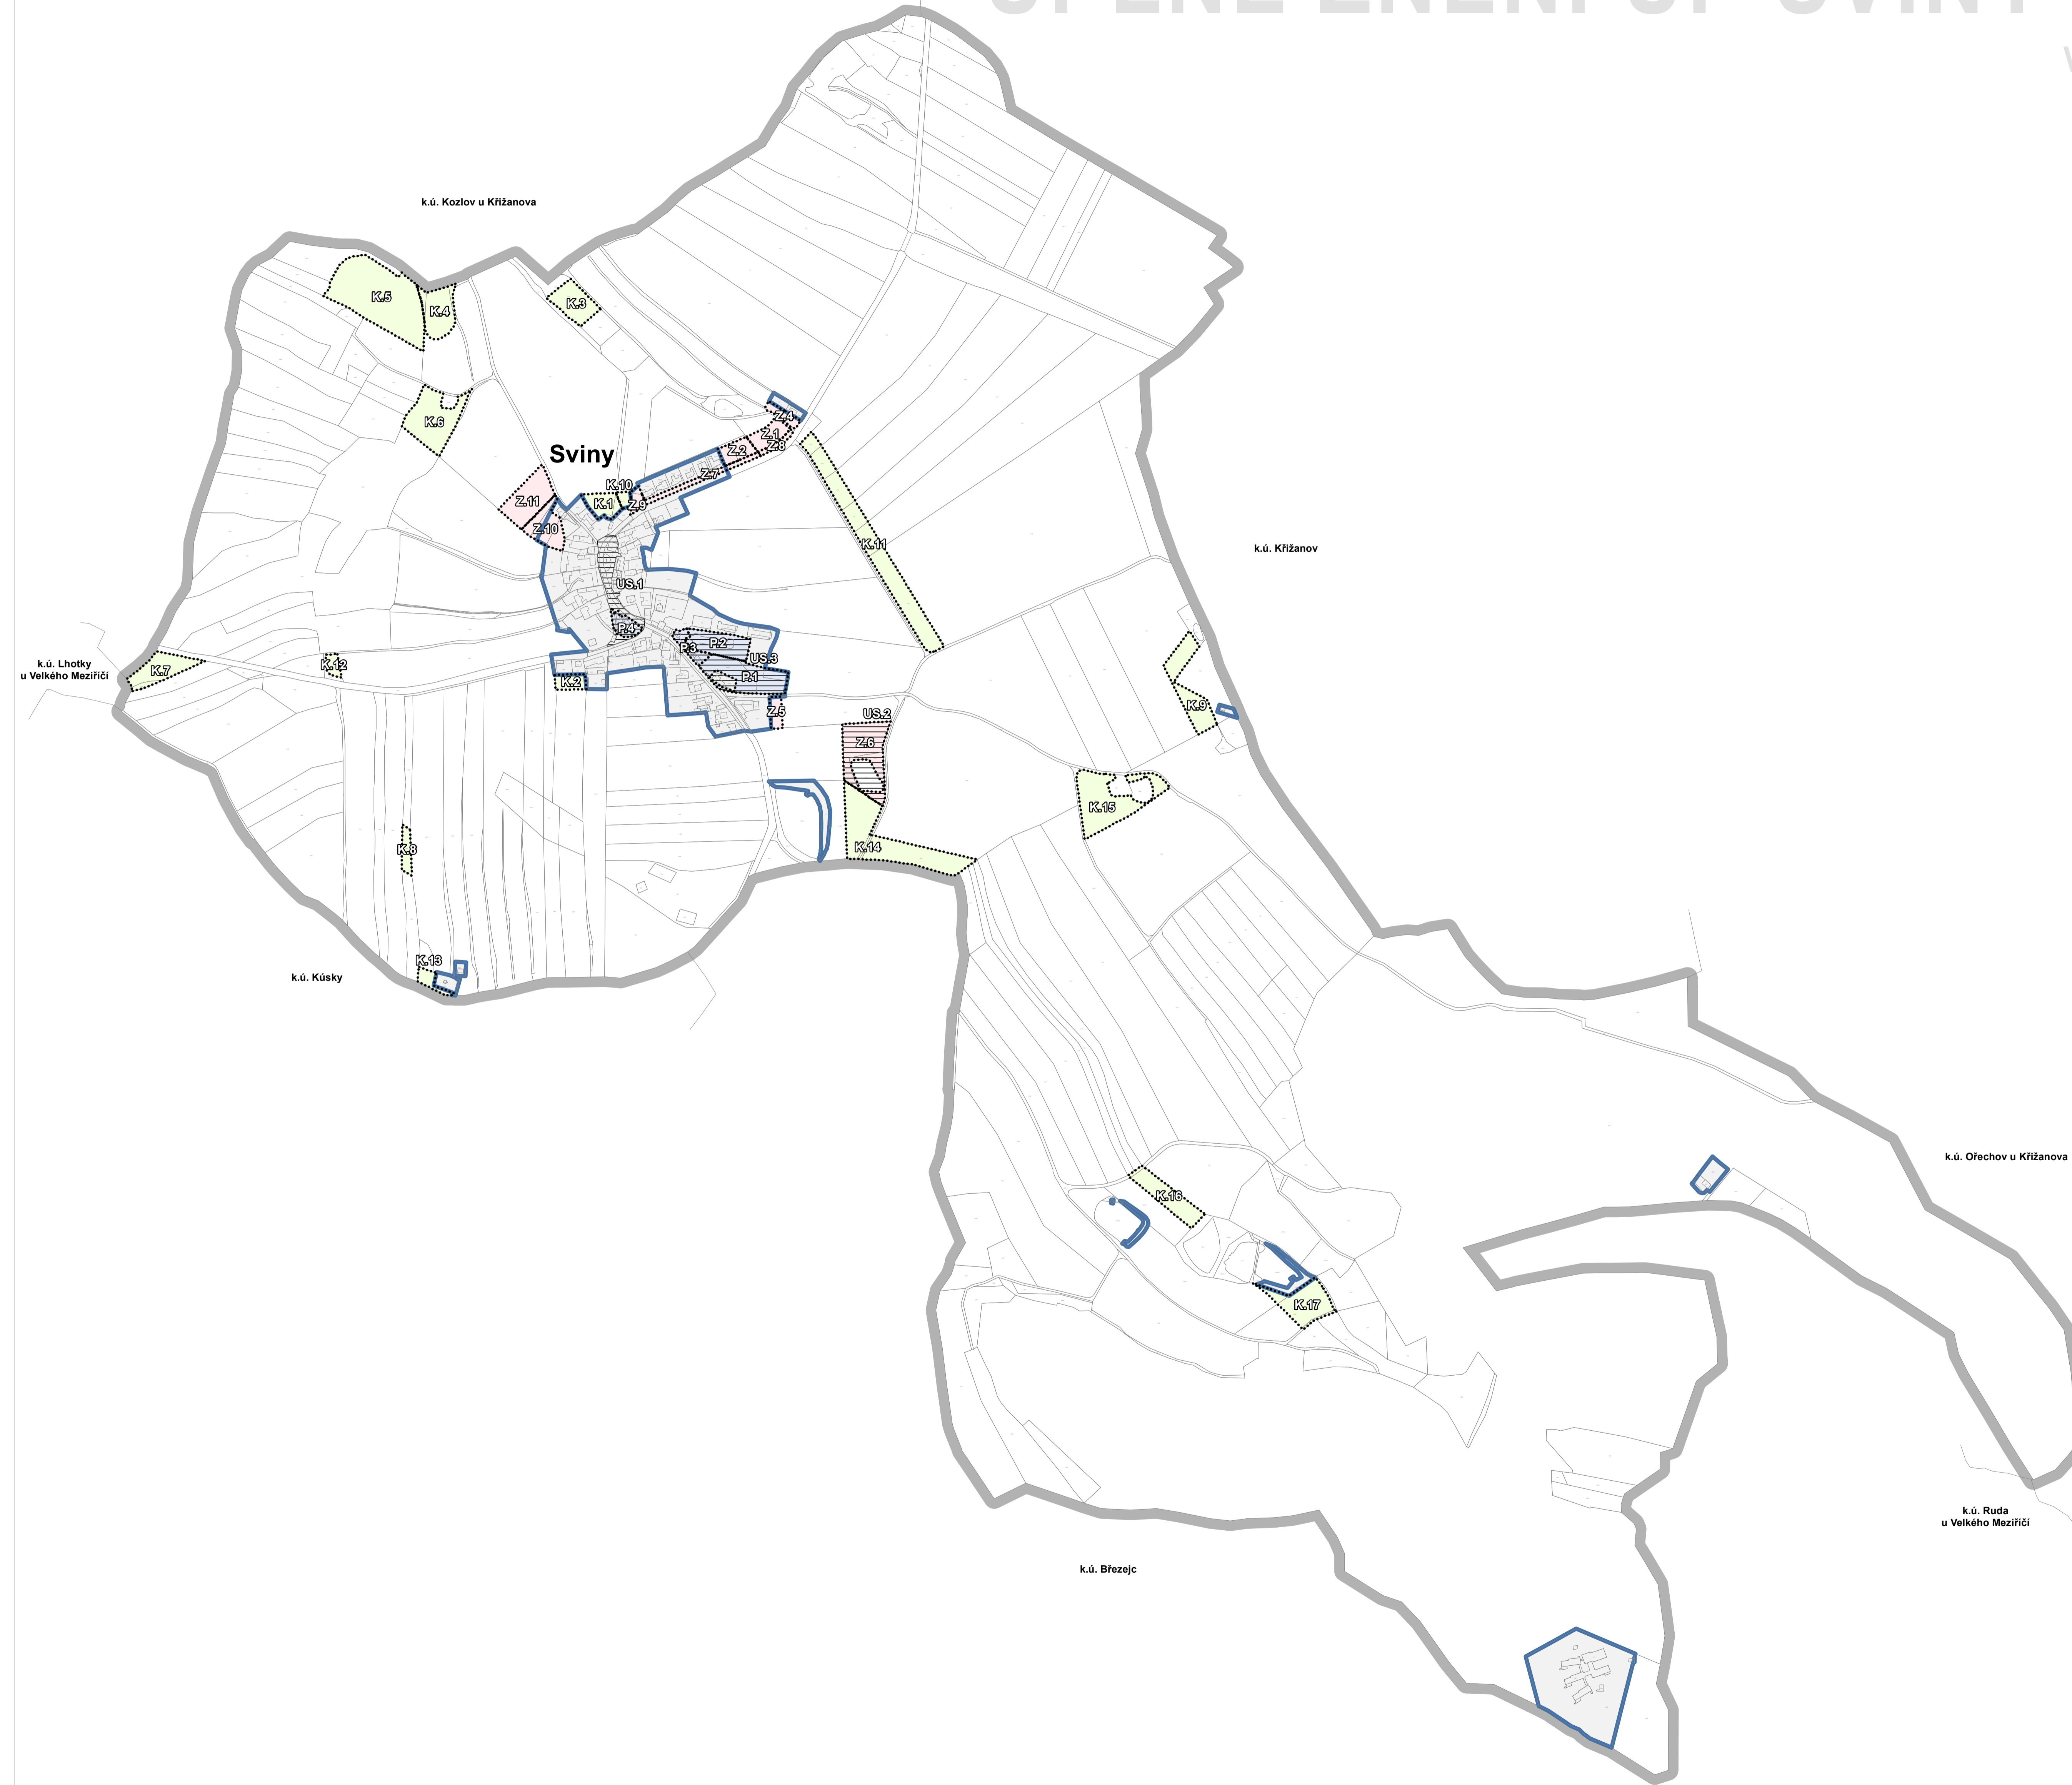 k.ú. Kozlov u Křižanova
K.5
K.4
K.3
K.6
Z.4
Z.1
Z.8
Z.2
Sviny
Z.7
K.10
Z.11
K.1
Z.9
Z.10
K.11
k.ú. Křižanov
US.1
P.4
P.2
P.3
US.3
K.12
k.ú. Lhotky
u Velkého Meziříčí
K.7
P.1
K.2
K.9
Z.5
US.2
Z.6
K.15
K.14
K.8
K.13
k.ú. Kúsky
k.ú. Ořechov u Křižanova
K.16
K.17
k.ú. Ruda
u Velkého Meziříčí
k.ú. Březejc